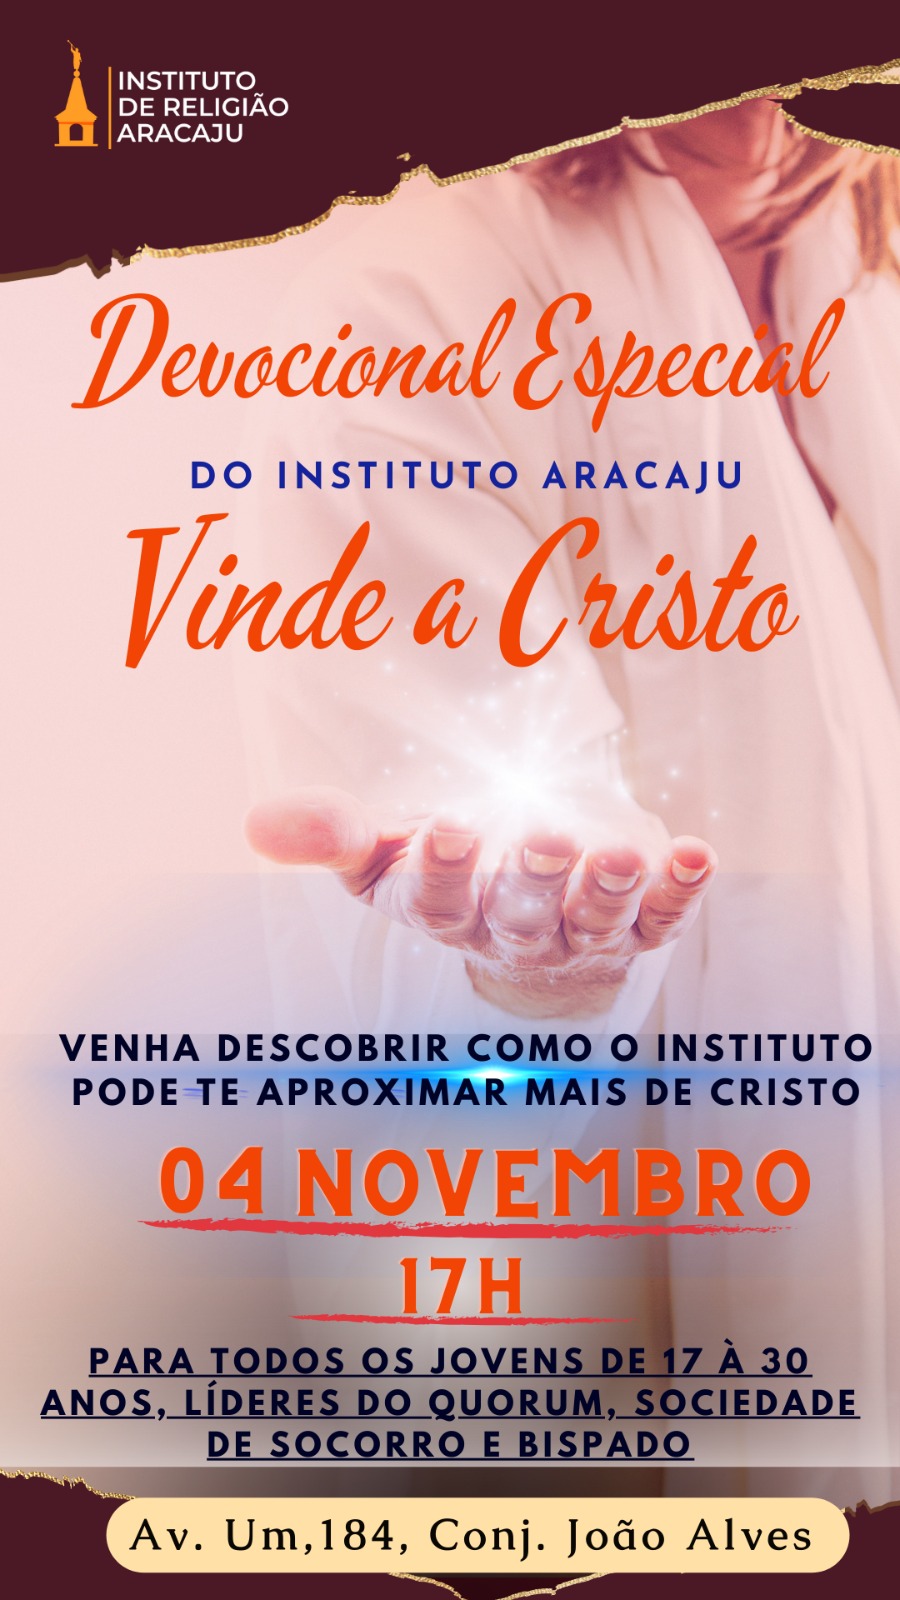 INSTITUTO
DE RELIGIÃO
ARACAJU
Devocional Especial
DO INSTITUTO ARACAJU
Vinde a Cristo
VENHA DESCOBRIR COMO O INSTITUTO
PODE TE APROXIMAR MAIS DE CRISTO
04 NOVEMBRO
17H
PARA TODOS OS JOVENS DE 17 À 30
ANOS, LÍDERES DO QUORUM, SOCIEDADE
DE SOCORRO E BISPADO
Av. Um,184, Conj. João Alves